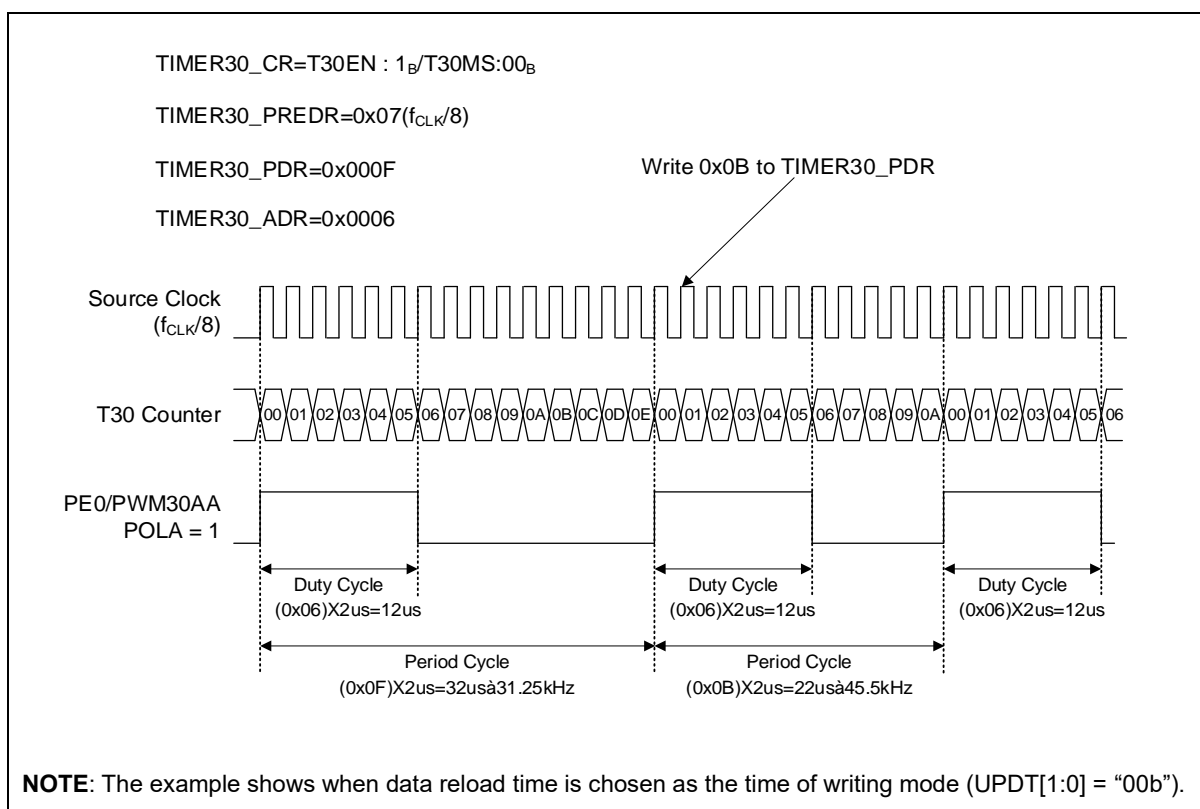 TIMER30_CR=T30EN : 1B/T30MS:00B
TIMER30_PREDR=0x07(fCLK/8)
TIMER30_PDR=0x000F
Write 0x0B to TIMER30_PDR
TIMER30_ADR=0x0006
Source Clock
(fCLK/8)
T30 Counter
00 01 02 03 04 05 06 07 08 09 0A 0B 0C 0D 0E 00 01 02 03 04 05 06 07 08 09 0A 00 01 02 03 04 05 06
PE0/PWM30AA
POLA = 1
Duty Cycle Duty Cycle Duty Cycle
(0x06)X2us=12us (0x06)X2us=12us (0x06)X2us=12us
Period Cycle Period Cycle
(0x0F)X2us=32usà31.25kHz (0x0B)X2us=22usà45.5kHz
NOTE: The example shows when data reload time is chosen as the time of writing mode (UPDT[1:0] = “00b”).